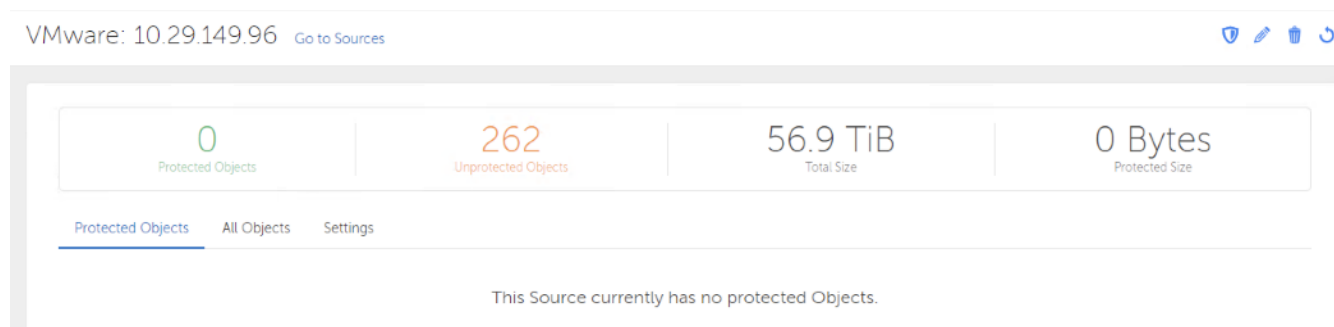 VMware: 10.29.149.96 Go to Sources
0 262 56.9 TiB 0 Bytes
Protected Objects Unprotected Objects Total Size Protected Size
Protected Objects All Objects Settings
This Source currently has no protected Objects.